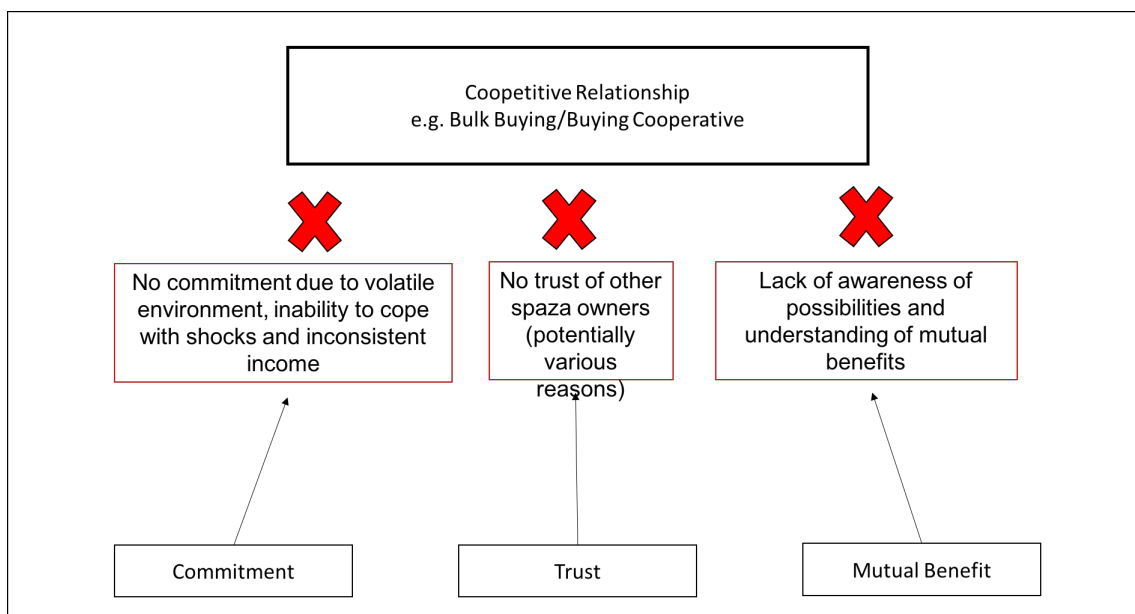 Coopetitive Relationship
e.g. Bulk Buying/Buying Cooperative
No commitment due to volatile
environment, inability to cope
with shocks and inconsistent
income
No trust of other
spaza owners
(potentially
various
reasons)
Lack of awareness of
possibilities and
understanding of mutual
benefits
Commitment
Trust
Mutual Benefit